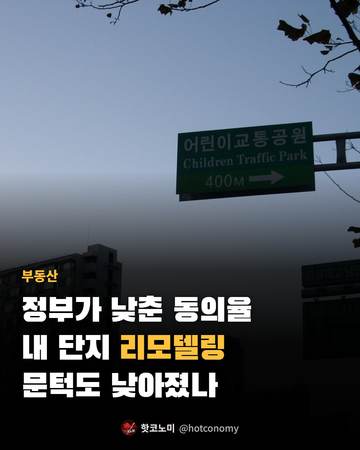 어린이교통공원
Children Traffic Park
400M
부동산
정부가 낮춘 동의율
내 단지 리모델링
문턱도 낮아졌나
핫코노미 @hotconomy